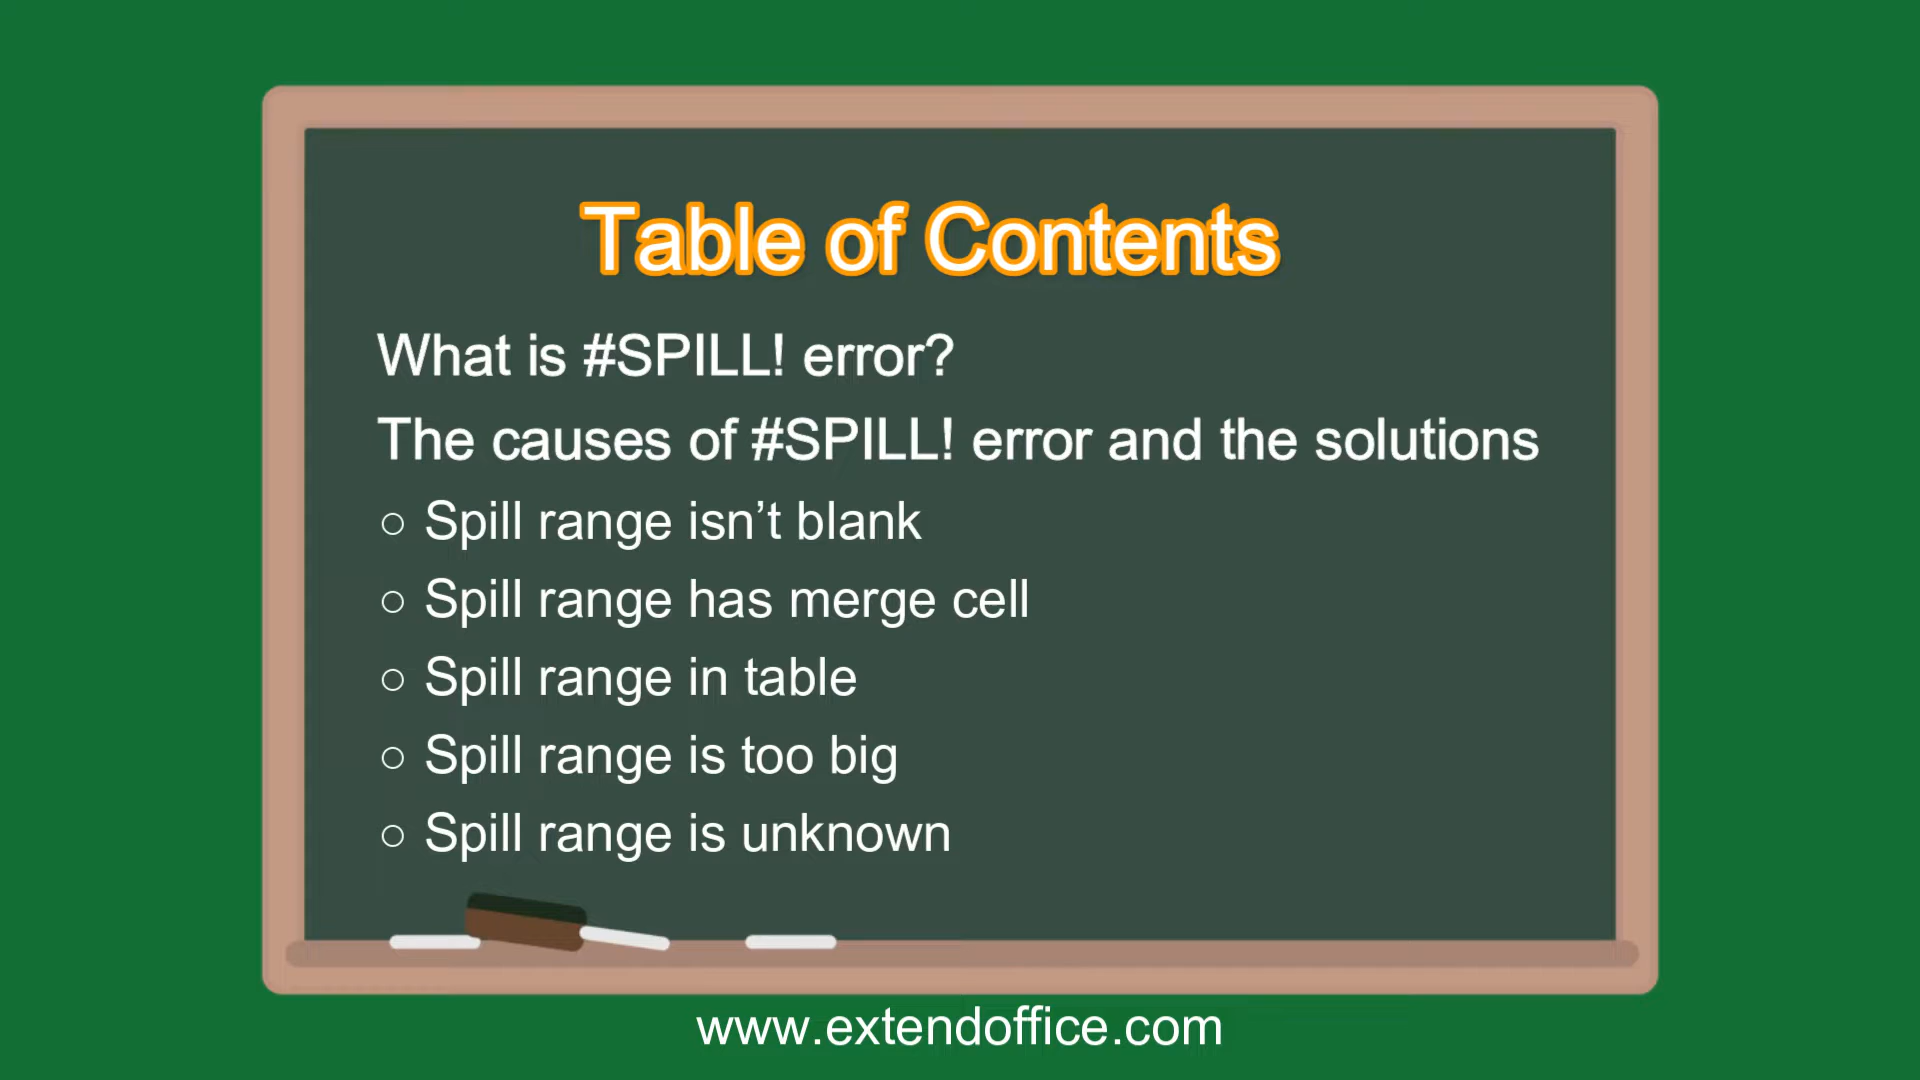 Table of Contents
What is #SPILL! error?
The causes of #SPILL! error and the solutions
○ Spill range isn’t blank
○ Spill range has merge cell
○ Spill range in table
○ Spill range is too big
○ Spill range is unknown
www.extendoffice.com